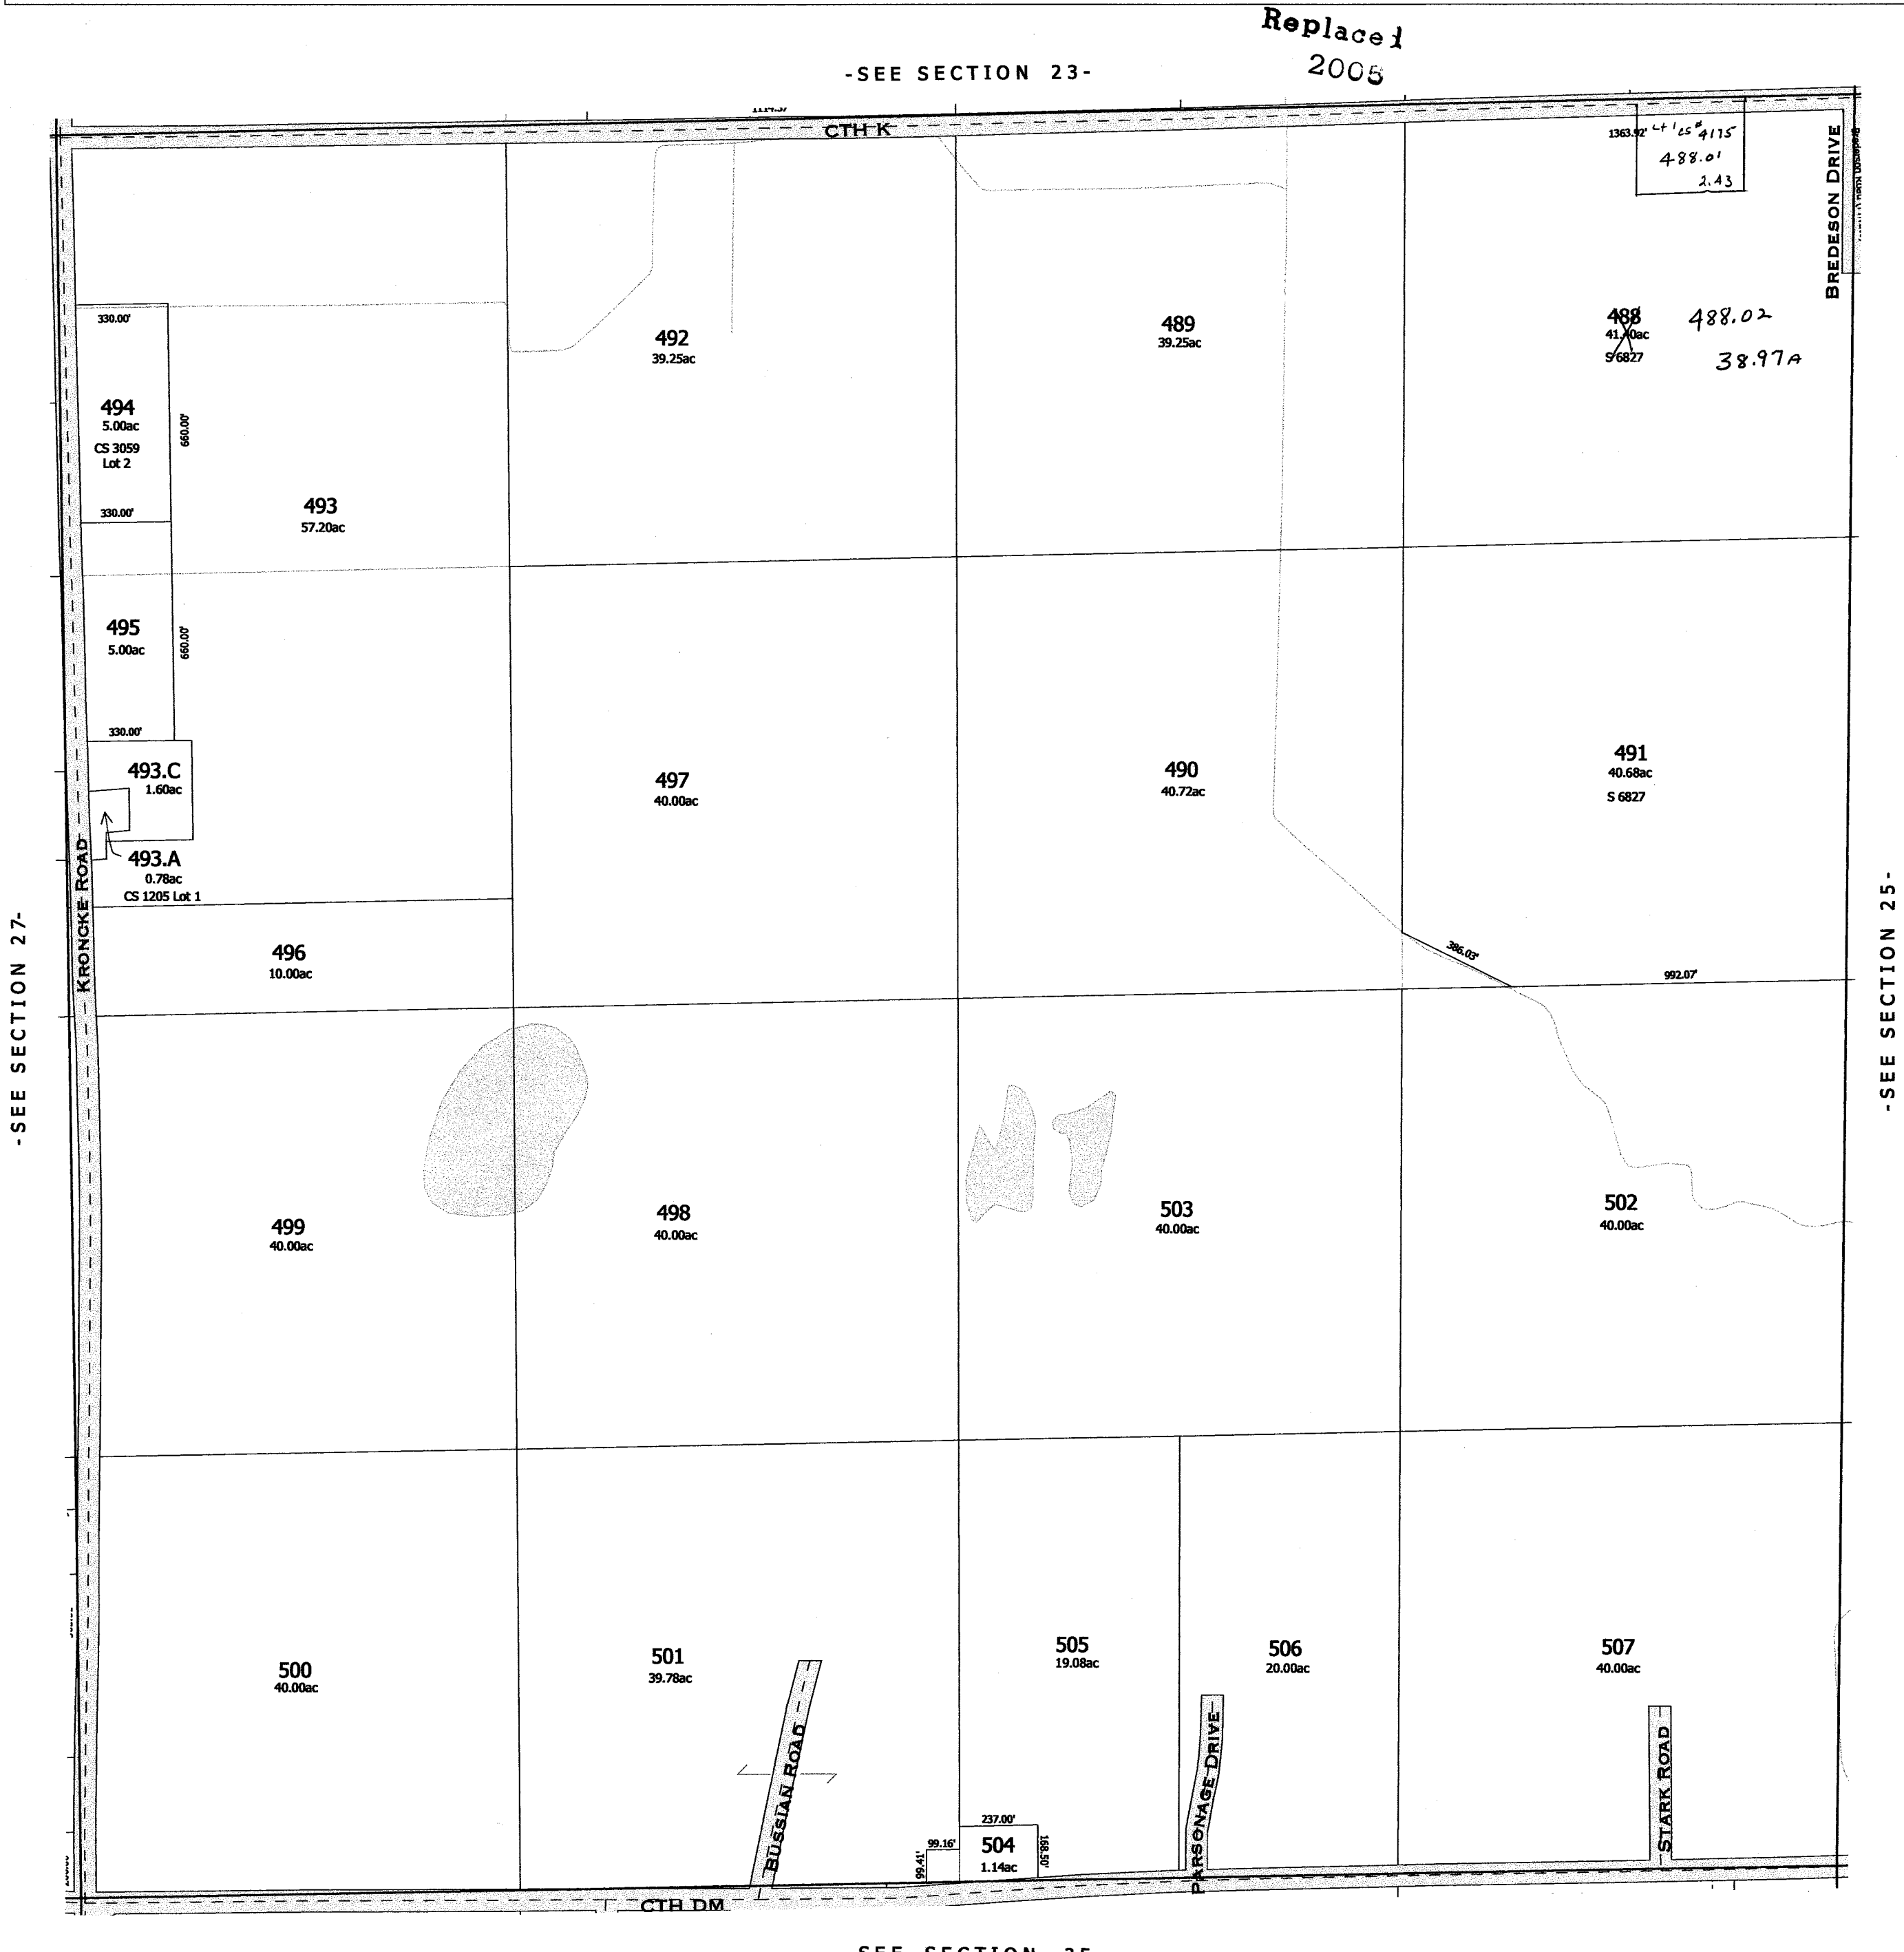 Replaced
2005
-SEE SECTION 23-
1114.57
CTH K
1363.92' Lt 1 CS # 4175
488.01
2.43
BREDESON DRIVE
330.00'
494
5.00ac
CS 3059
Lot 2
660.00'
330.00'
493
57.20ac
492
39.25ac
489
39.25ac
488
41.40ac
S 6827
488.02
38.97A
495
5.00ac
660.00'
330.00'
493.C
1.60ac
493.A
0.78ac
CS 1205 Lot 1
KRONCKE ROAD
497
40.00ac
490
40.72ac
491
40.68ac
S 6827
-SEE SECTION 27-
-SEE SECTION 25-
496
10.00ac
386.03'
992.07'
499
40.00ac
498
40.00ac
503
40.00ac
502
40.00ac
500
40.00ac
501
39.78ac
505
19.08ac
506
20.00ac
507
40.00ac
BUSSIAN ROAD
PARSONAGE DRIVE
STARK ROAD
237.00'
99.16'
99.41'
504
1.14ac
168.50'
CTH DM
SEE SECTION 35